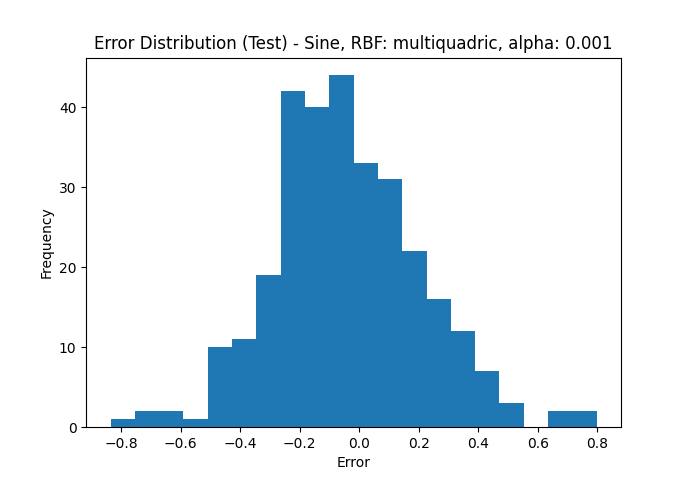 Error Distribution (Test) - Sine, RBF: multiquadric, alpha: 0.001
Frequency
40
30
20
10
0
−0.8 −0.6 −0.4 −0.2 0.0 0.2 0.4 0.6 0.8
Error